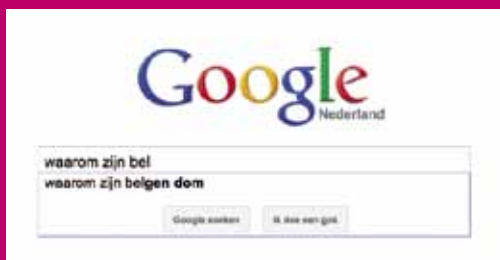 Google
Nederland
waarom zijn bel
waarom zijn belgen dom
Google zoeken
Ik doe een gok